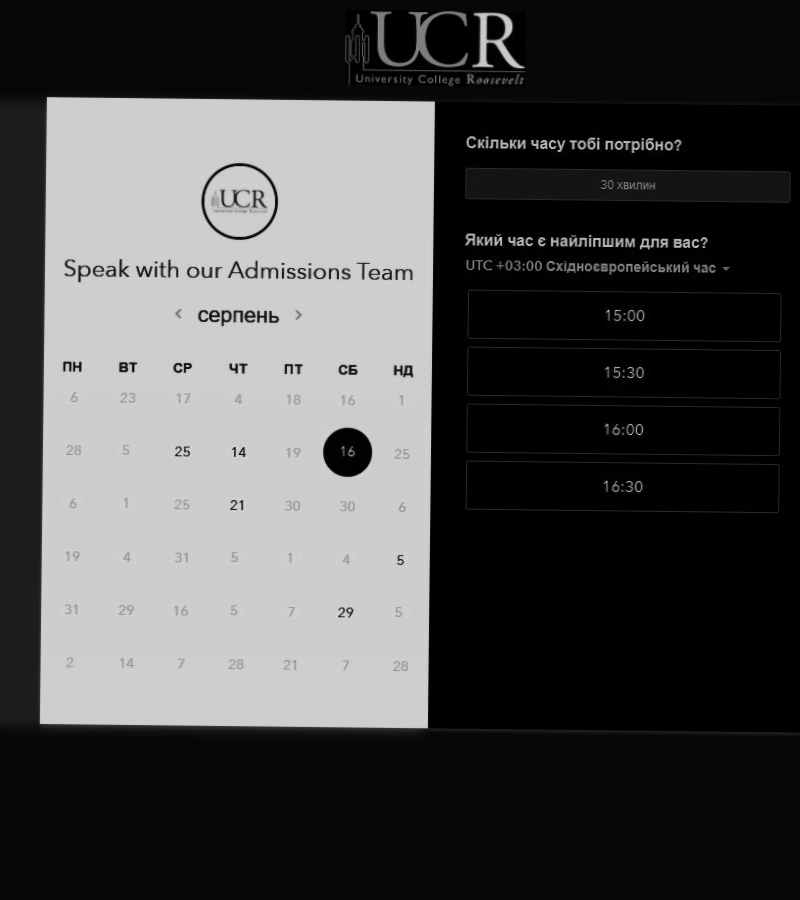 UCR
University College Roosevelt
UCR
University College Roosevelt
Speak with our Admissions Team
< серпень >
ПН ВТ СР ЧТ ПТ СБ НД
6 23 17 4 18 16 1
28 5 25 14 19 16 25
6 1 25 21 30 30 6
19 4 31 5 1 4 5
31 29 16 5 7 29 5
2 14 7 28 21 7 28
Скільки часу тобі потрібно?
30 хвилин
Який час є найліпшим для вас?
UTC +03:00 Східноєвропейський час
15:00
15:30
16:00
16:30